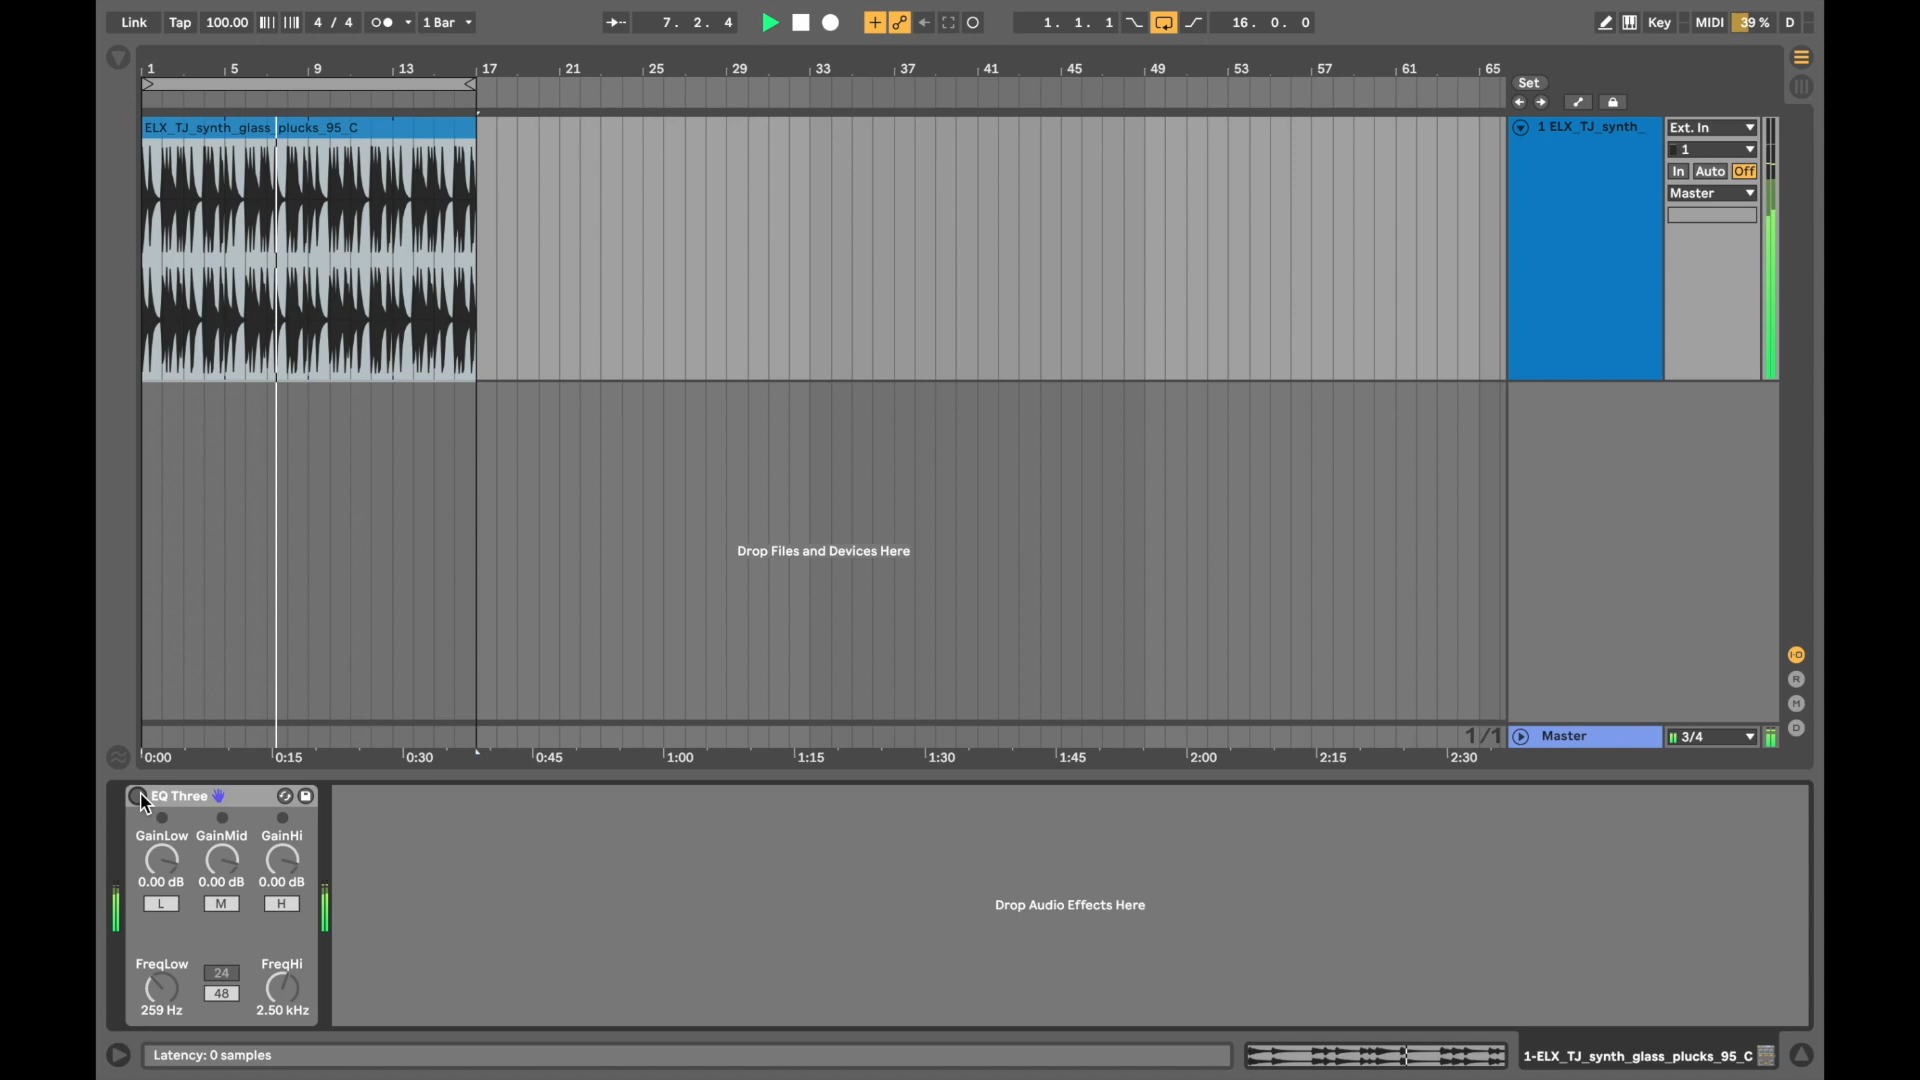 Link Tap 100.00 4 / 4 1 Bar 7. 2. 4 1. 1. 1 16. 0. 0 Key MIDI 39 % D
1 5 9 13 17 21 25 29 33 37 41 45 49 53 57 61 65
Set
ELX_TJ_synth_glass_plucks_95_C
1 ELX_TJ_synth_
Ext. In
1
In Auto Off
Master
Drop Files and Devices Here
I·O
R
M
D
1/1
Master 3/4
0:00 0:15 0:30 0:45 1:00 1:15 1:30 1:45 2:00 2:15 2:30
EQ Three
GainLow GainMid GainHi
0.00 dB 0.00 dB 0.00 dB
L M H
Drop Audio Effects Here
FreqLow FreqHi
24
48
259 Hz 2.50 kHz
Latency: 0 samples
1-ELX_TJ_synth_glass_plucks_95_C